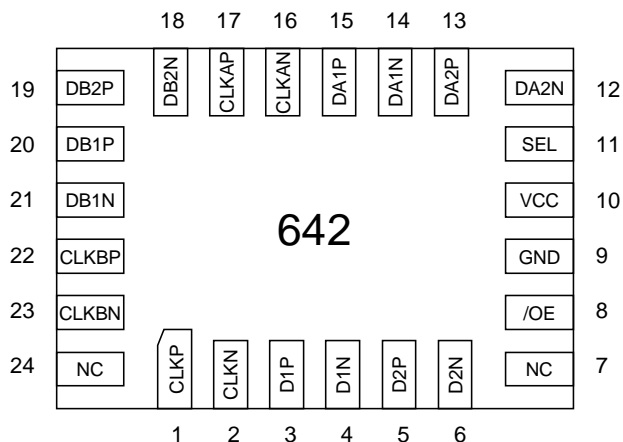 18 17 16 15 14 13
DB2N CLKAP CLKAN DA1P DA1N DA2P
19 DB2P DA2N 12
20 DB1P SEL 11
21 DB1N VCC 10
642
22 CLKBP GND 9
23 CLKBN /OE 8
24 NC NC 7
CLKP CLKN D1P D1N D2P D2N
1 2 3 4 5 6